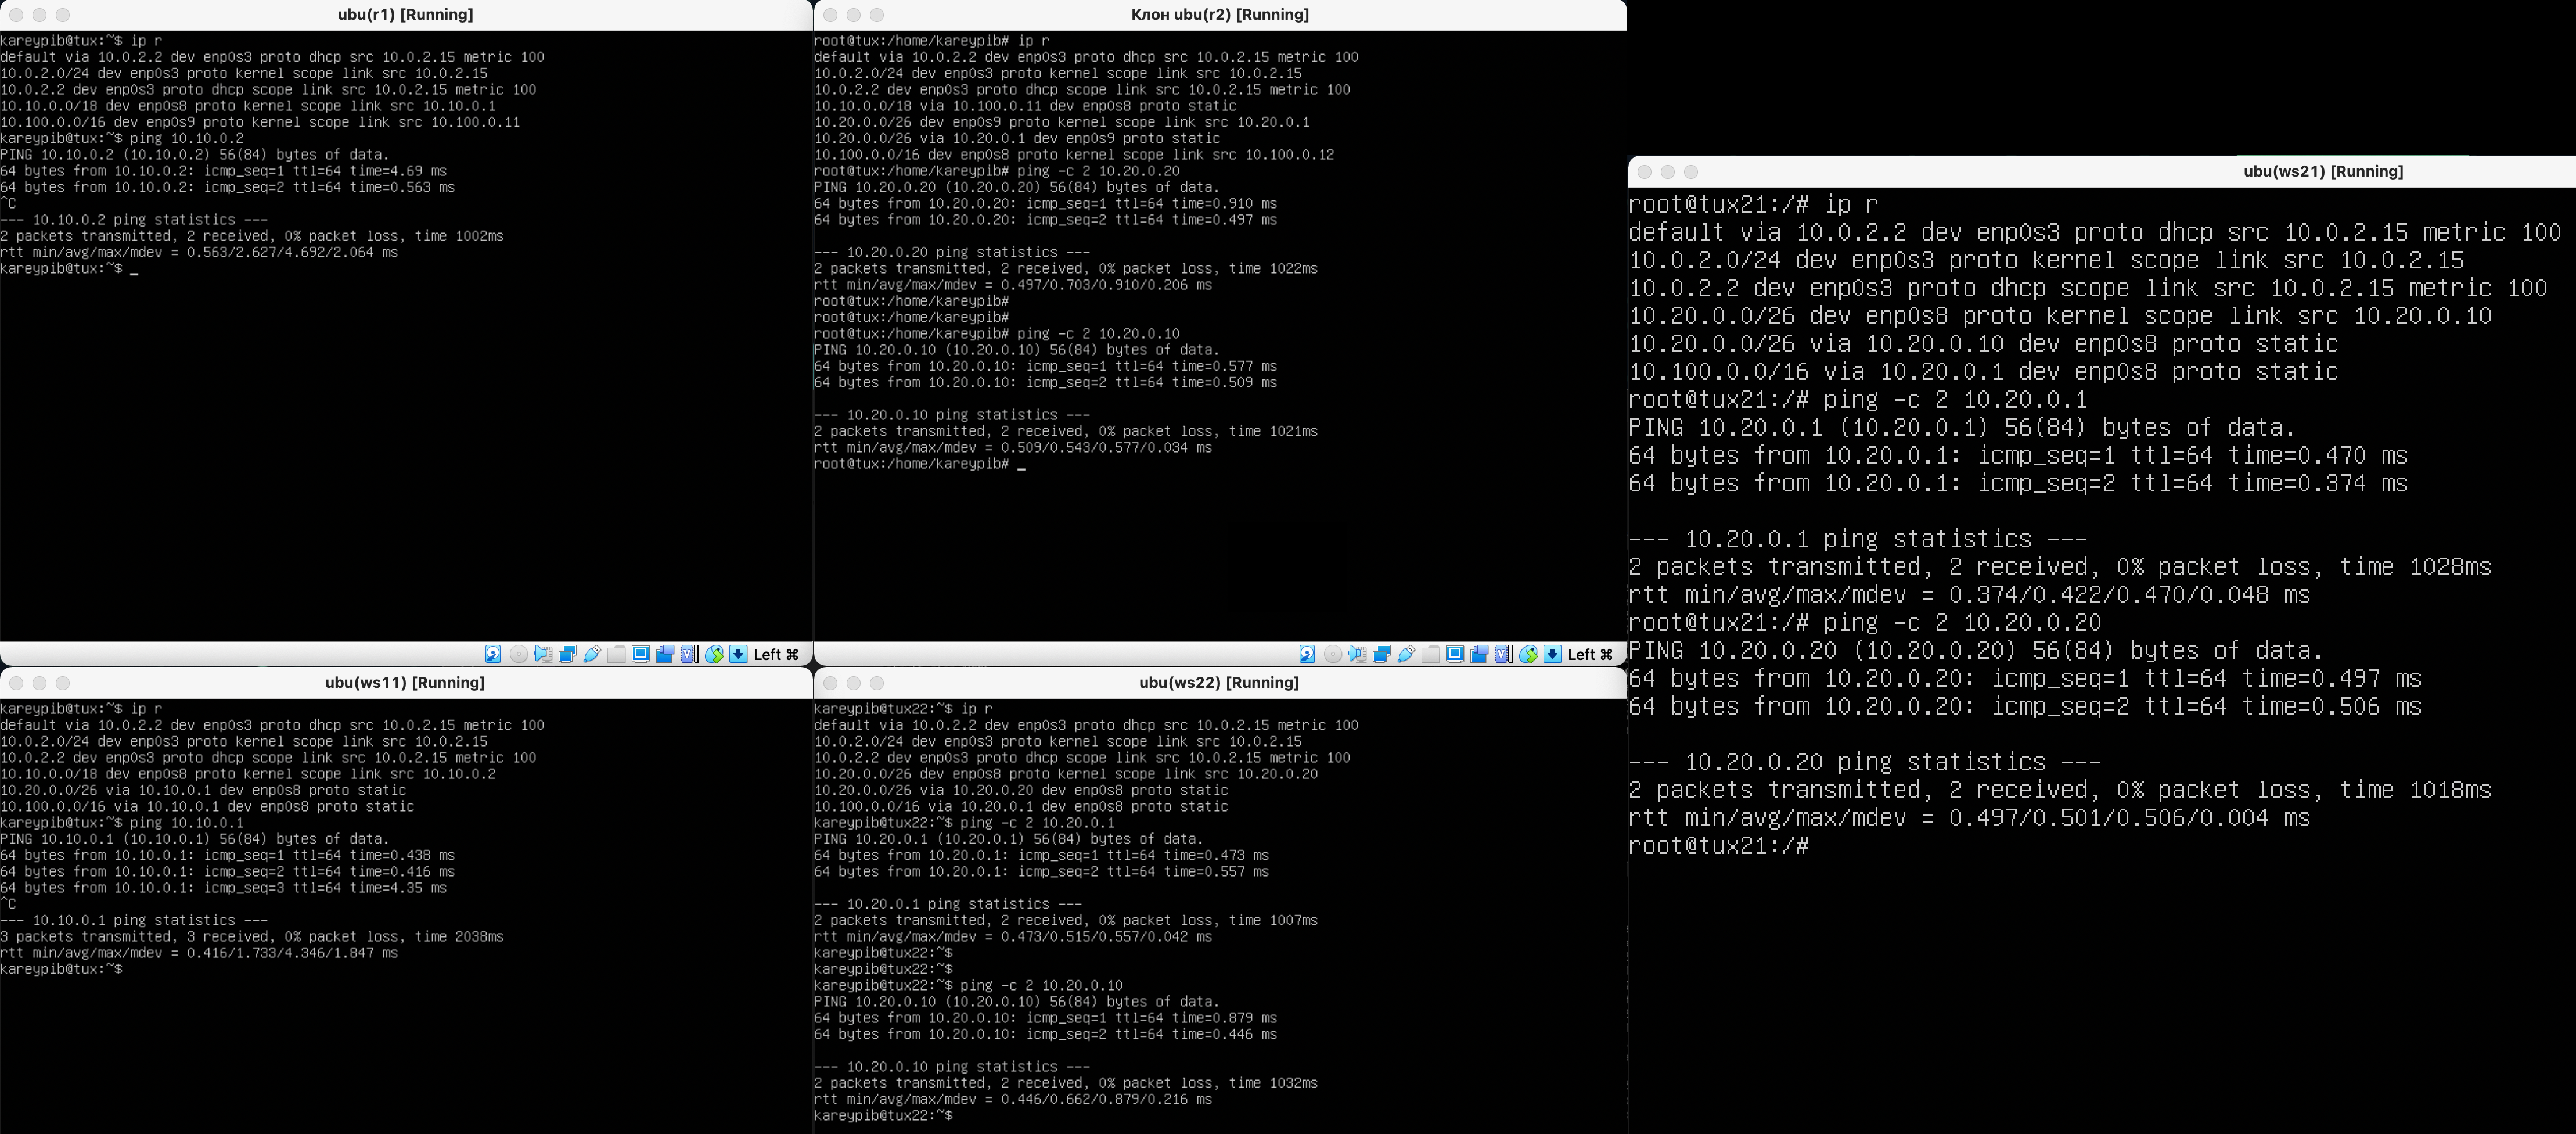 ubu(r1) [Running]
kareypib@tux:~$ ip r
default via 10.0.2.2 dev enp0s3 proto dhcp src 10.0.2.15 metric 100
10.0.2.0/24 dev enp0s3 proto kernel scope link src 10.0.2.15
10.0.2.2 dev enp0s3 proto dhcp scope link src 10.0.2.15 metric 100
10.10.0.0/18 dev enp0s8 proto kernel scope link src 10.10.0.1
10.100.0.0/16 dev enp0s9 proto kernel scope link src 10.100.0.11
kareypib@tux:~$ ping 10.10.0.2
PING 10.10.0.2 (10.10.0.2) 56(84) bytes of data.
64 bytes from 10.10.0.2: icmp_seq=1 ttl=64 time=4.69 ms
64 bytes from 10.10.0.2: icmp_seq=2 ttl=64 time=0.563 ms
^C
--- 10.10.0.2 ping statistics ---
2 packets transmitted, 2 received, 0% packet loss, time 1002ms
rtt min/avg/max/mdev = 0.563/2.627/4.692/2.064 ms
kareypib@tux:~$ _
Left ⌘
Клон ubu(r2) [Running]
root@tux:/home/kareypib# ip r
default via 10.0.2.2 dev enp0s3 proto dhcp src 10.0.2.15 metric 100
10.0.2.0/24 dev enp0s3 proto kernel scope link src 10.0.2.15
10.0.2.2 dev enp0s3 proto dhcp scope link src 10.0.2.15 metric 100
10.10.0.0/18 via 10.100.0.11 dev enp0s8 proto static
10.20.0.0/26 dev enp0s9 proto kernel scope link src 10.20.0.1
10.20.0.0/26 via 10.20.0.1 dev enp0s9 proto static
10.100.0.0/16 dev enp0s8 proto kernel scope link src 10.100.0.12
root@tux:/home/kareypib# ping -c 2 10.20.0.20
PING 10.20.0.20 (10.20.0.20) 56(84) bytes of data.
64 bytes from 10.20.0.20: icmp_seq=1 ttl=64 time=0.910 ms
64 bytes from 10.20.0.20: icmp_seq=2 ttl=64 time=0.497 ms
--- 10.20.0.20 ping statistics ---
2 packets transmitted, 2 received, 0% packet loss, time 1022ms
rtt min/avg/max/mdev = 0.497/0.703/0.910/0.206 ms
root@tux:/home/kareypib#
root@tux:/home/kareypib#
root@tux:/home/kareypib# ping -c 2 10.20.0.10
PING 10.20.0.10 (10.20.0.10) 56(84) bytes of data.
64 bytes from 10.20.0.10: icmp_seq=1 ttl=64 time=0.577 ms
64 bytes from 10.20.0.10: icmp_seq=2 ttl=64 time=0.509 ms
--- 10.20.0.10 ping statistics ---
2 packets transmitted, 2 received, 0% packet loss, time 1021ms
rtt min/avg/max/mdev = 0.509/0.543/0.577/0.034 ms
root@tux:/home/kareypib# _
Left ⌘
ubu(ws21) [Running]
root@tux21:/# ip r
default via 10.0.2.2 dev enp0s3 proto dhcp src 10.0.2.15 metric 100
10.0.2.0/24 dev enp0s3 proto kernel scope link src 10.0.2.15
10.0.2.2 dev enp0s3 proto dhcp scope link src 10.0.2.15 metric 100
10.20.0.0/26 dev enp0s8 proto kernel scope link src 10.20.0.10
10.20.0.0/26 via 10.20.0.10 dev enp0s8 proto static
10.100.0.0/16 via 10.20.0.1 dev enp0s8 proto static
root@tux21:/# ping -c 2 10.20.0.1
PING 10.20.0.1 (10.20.0.1) 56(84) bytes of data.
64 bytes from 10.20.0.1: icmp_seq=1 ttl=64 time=0.470 ms
64 bytes from 10.20.0.1: icmp_seq=2 ttl=64 time=0.374 ms
--- 10.20.0.1 ping statistics ---
2 packets transmitted, 2 received, 0% packet loss, time 1028ms
rtt min/avg/max/mdev = 0.374/0.422/0.470/0.048 ms
root@tux21:/# ping -c 2 10.20.0.20
PING 10.20.0.20 (10.20.0.20) 56(84) bytes of data.
64 bytes from 10.20.0.20: icmp_seq=1 ttl=64 time=0.497 ms
64 bytes from 10.20.0.20: icmp_seq=2 ttl=64 time=0.506 ms
--- 10.20.0.20 ping statistics ---
2 packets transmitted, 2 received, 0% packet loss, time 1018ms
rtt min/avg/max/mdev = 0.497/0.501/0.506/0.004 ms
root@tux21:/#
ubu(ws11) [Running]
kareypib@tux:~$ ip r
default via 10.0.2.2 dev enp0s3 proto dhcp src 10.0.2.15 metric 100
10.0.2.0/24 dev enp0s3 proto kernel scope link src 10.0.2.15
10.0.2.2 dev enp0s3 proto dhcp scope link src 10.0.2.15 metric 100
10.10.0.0/18 dev enp0s8 proto kernel scope link src 10.10.0.2
10.20.0.0/26 via 10.10.0.1 dev enp0s8 proto static
10.100.0.0/16 via 10.10.0.1 dev enp0s8 proto static
kareypib@tux:~$ ping 10.10.0.1
PING 10.10.0.1 (10.10.0.1) 56(84) bytes of data.
64 bytes from 10.10.0.1: icmp_seq=1 ttl=64 time=0.438 ms
64 bytes from 10.10.0.1: icmp_seq=2 ttl=64 time=0.416 ms
64 bytes from 10.10.0.1: icmp_seq=3 ttl=64 time=4.35 ms
^C
--- 10.10.0.1 ping statistics ---
3 packets transmitted, 3 received, 0% packet loss, time 2038ms
rtt min/avg/max/mdev = 0.416/1.733/4.346/1.847 ms
kareypib@tux:~$
ubu(ws22) [Running]
kareypib@tux22:~$ ip r
default via 10.0.2.2 dev enp0s3 proto dhcp src 10.0.2.15 metric 100
10.0.2.0/24 dev enp0s3 proto kernel scope link src 10.0.2.15
10.0.2.2 dev enp0s3 proto dhcp scope link src 10.0.2.15 metric 100
10.20.0.0/26 dev enp0s8 proto kernel scope link src 10.20.0.20
10.20.0.0/26 via 10.20.0.20 dev enp0s8 proto static
10.100.0.0/16 via 10.20.0.1 dev enp0s8 proto static
kareypib@tux22:~$ ping -c 2 10.20.0.1
PING 10.20.0.1 (10.20.0.1) 56(84) bytes of data.
64 bytes from 10.20.0.1: icmp_seq=1 ttl=64 time=0.473 ms
64 bytes from 10.20.0.1: icmp_seq=2 ttl=64 time=0.557 ms
--- 10.20.0.1 ping statistics ---
2 packets transmitted, 2 received, 0% packet loss, time 1007ms
rtt min/avg/max/mdev = 0.473/0.515/0.557/0.042 ms
kareypib@tux22:~$
kareypib@tux22:~$
kareypib@tux22:~$ ping -c 2 10.20.0.10
PING 10.20.0.10 (10.20.0.10) 56(84) bytes of data.
64 bytes from 10.20.0.10: icmp_seq=1 ttl=64 time=0.879 ms
64 bytes from 10.20.0.10: icmp_seq=2 ttl=64 time=0.446 ms
--- 10.20.0.10 ping statistics ---
2 packets transmitted, 2 received, 0% packet loss, time 1032ms
rtt min/avg/max/mdev = 0.446/0.662/0.879/0.216 ms
kareypib@tux22:~$